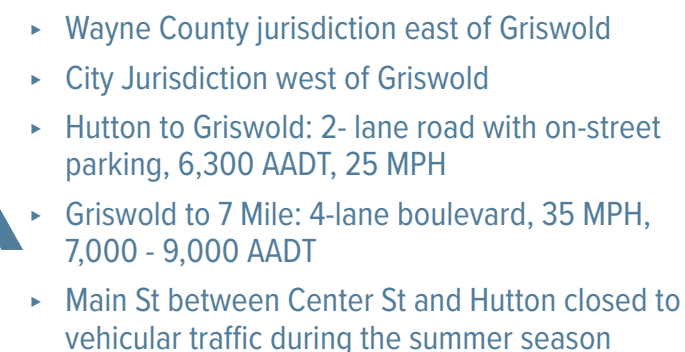 ▸ Wayne County jurisdiction east of Griswold
▸ City Jurisdiction west of Griswold
▸ Hutton to Griswold: 2- lane road with on-street
parking, 6,300 AADT, 25 MPH
▸ Griswold to 7 Mile: 4-lane boulevard, 35 MPH,
7,000 - 9,000 AADT
▸ Main St between Center St and Hutton closed to
vehicular traffic during the summer season